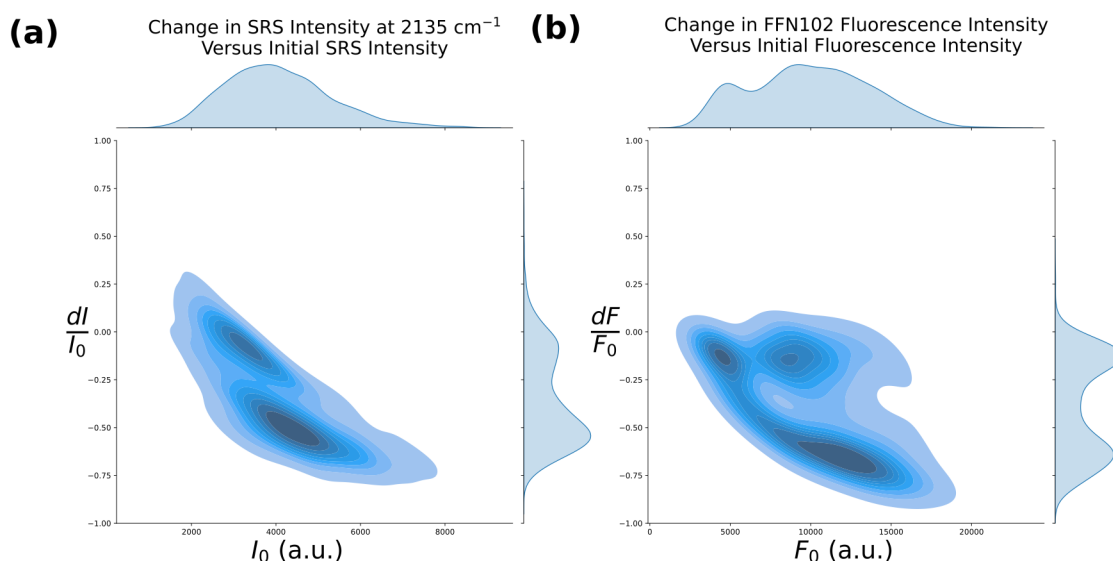 (a)
Change in SRS Intensity at 2135 cm⁻¹
Versus Initial SRS Intensity
1.00
0.75
0.50
0.25
0.00
−0.25
−0.50
−0.75
−1.00
dI
I₀
2000
4000
6000
8000
I₀ (a.u.)
(b)
Change in FFN102 Fluorescence Intensity
Versus Initial Fluorescence Intensity
1.00
0.75
0.50
0.25
0.00
−0.25
−0.50
−0.75
−1.00
dF
F₀
0
5000
10000
15000
20000
F₀ (a.u.)